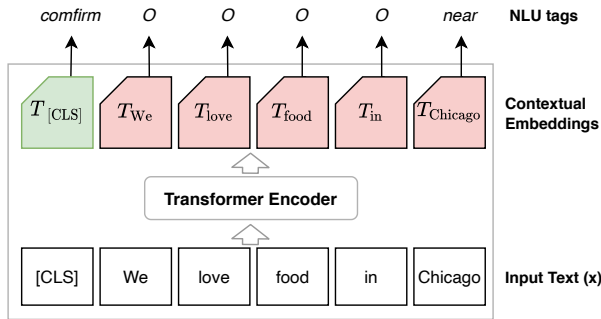 comfirm O O O O near NLU tags
T[CLS] TWe Tlove Tfood Tin TChicago Contextual
Embeddings
Transformer Encoder
[CLS] We love food in Chicago Input Text (x)